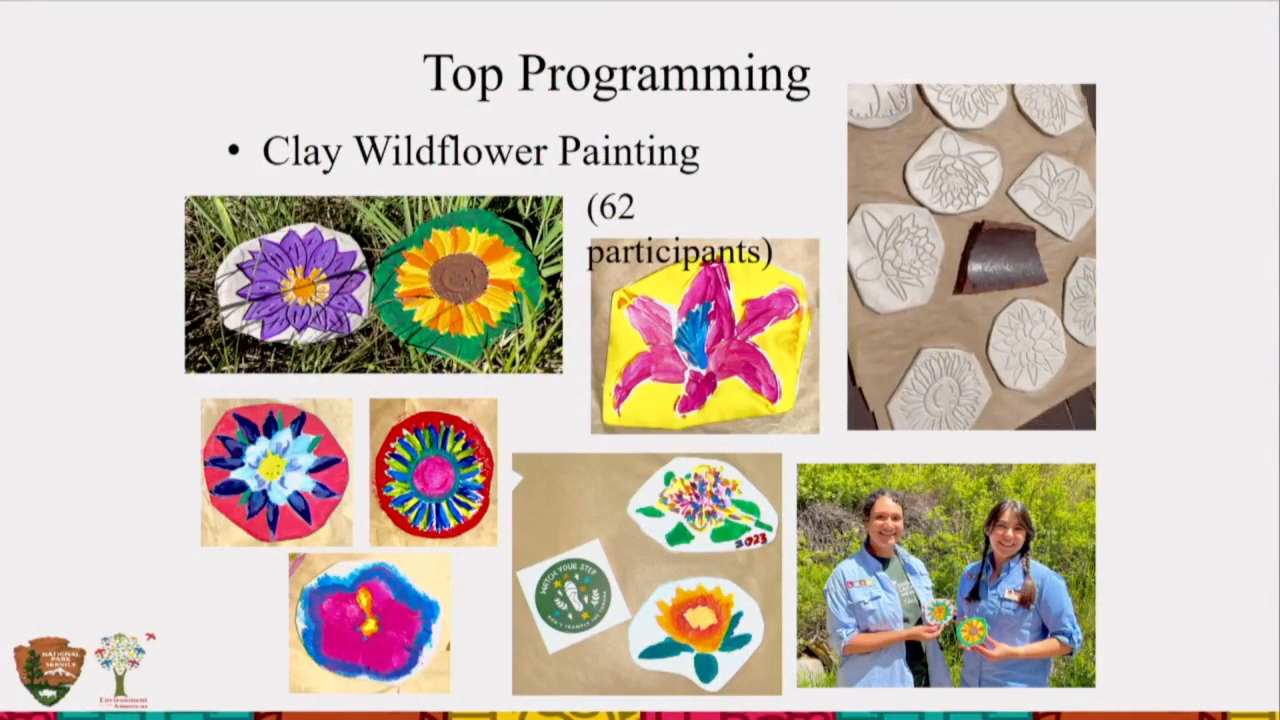 Top Programming
• Clay Wildflower Painting
(62
participants)
2023
WATCH YOUR STEP
NATIONAL
PARK
SERVICE
Environment
Americas